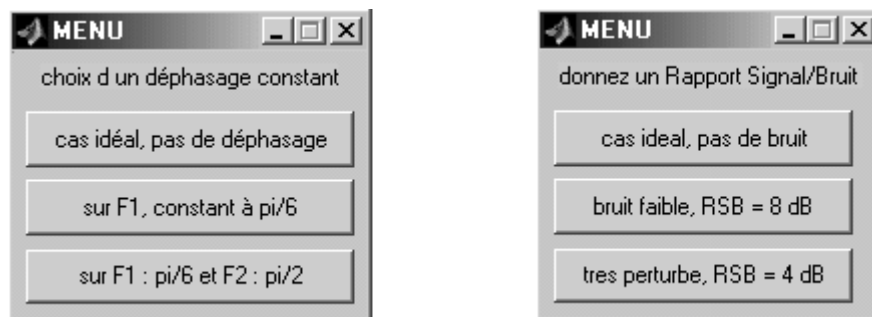 MENU
choix d un déphasage constant
cas idéal, pas de déphasage
sur F1, constant à pi/6
sur F1 : pi/6 et F2 : pi/2
MENU
donnez un Rapport Signal/Bruit
cas ideal, pas de bruit
bruit faible, RSB = 8 dB
tres perturbe, RSB = 4 dB